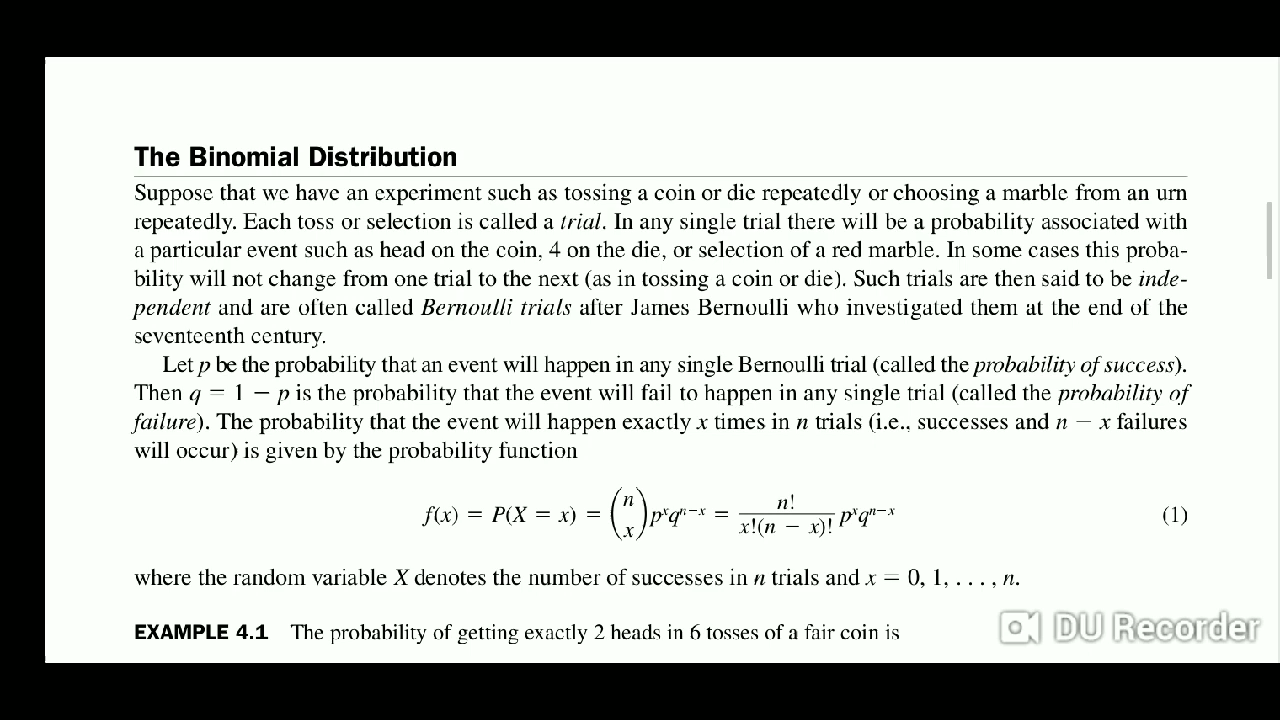 The Binomial Distribution
Suppose that we have an experiment such as tossing a coin or die repeatedly or choosing a marble from an urn
repeatedly. Each toss or selection is called a trial. In any single trial there will be a probability associated with
a particular event such as head on the coin, 4 on the die, or selection of a red marble. In some cases this proba-
bility will not change from one trial to the next (as in tossing a coin or die). Such trials are then said to be inde-
pendent and are often called Bernoulli trials after James Bernoulli who investigated them at the end of the
seventeenth century.
Let p be the probability that an event will happen in any single Bernoulli trial (called the probability of success).
Then q = 1 − p is the probability that the event will fail to happen in any single trial (called the probability of
failure). The probability that the event will happen exactly x times in n trials (i.e., successes and n − x failures
will occur) is given by the probability function
f(x) = P(X = x) = (n x) pˣqⁿ⁻ˣ = n! / x!(n − x)! pˣqⁿ⁻ˣ (1)
where the random variable X denotes the number of successes in n trials and x = 0, 1, . . . , n.
EXAMPLE 4.1 The probability of getting exactly 2 heads in 6 tosses of a fair coin is
DU Recorder